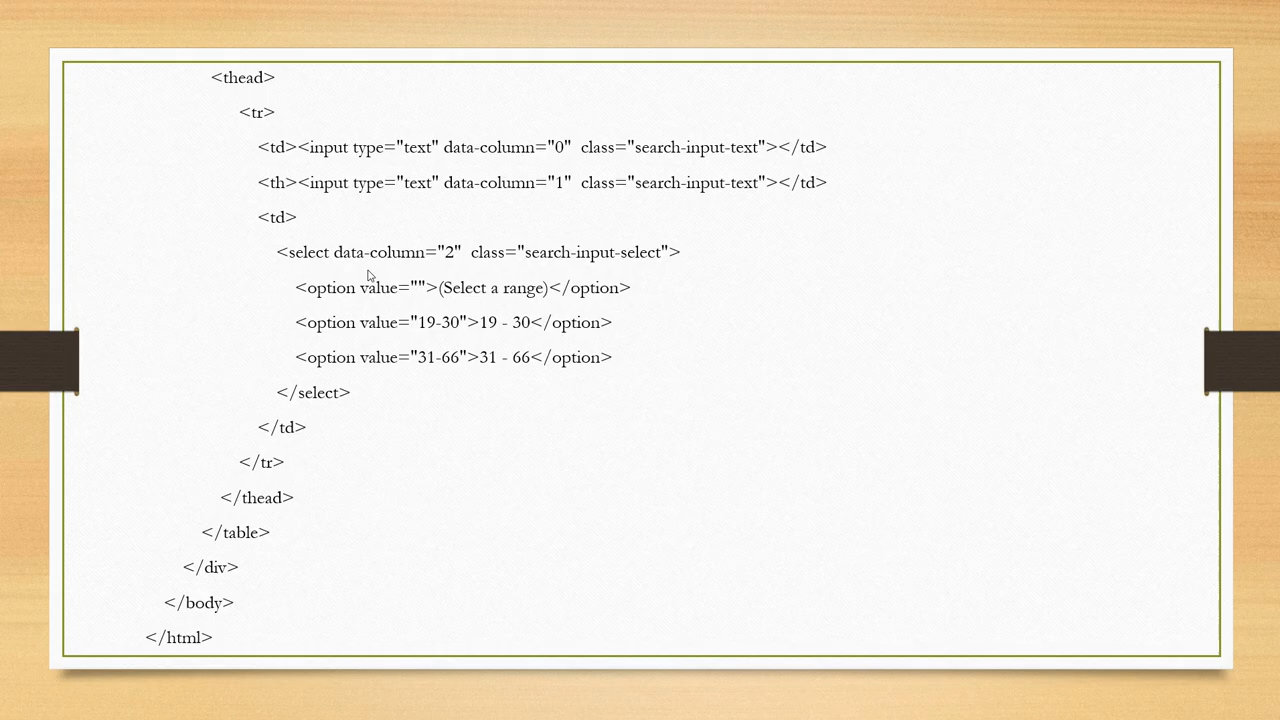 <thead>
<tr>
<td><input type="text" data-column="0"  class="search-input-text"></td>
<th><input type="text" data-column="1"  class="search-input-text"></td>
<td>
<select data-column="2"  class="search-input-select">
<option value="">(Select a range)</option>
<option value="19-30">19 - 30</option>
<option value="31-66">31 - 66</option>
</select>
</td>
</tr>
</thead>
</table>
</div>
</body>
</html>